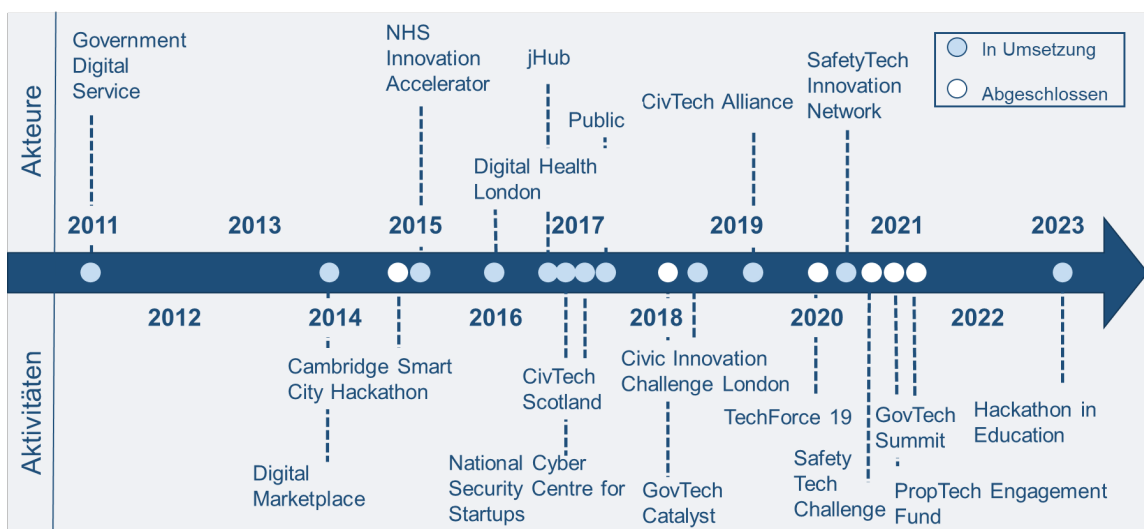 Akteure
Government
Digital
Service
NHS
Innovation
Accelerator
jHub
Public
Digital Health
London
CivTech Alliance
SafetyTech
Innovation
Network
In Umsetzung
Abgeschlossen
2011
2013
2015
2017
2019
2021
2023
2012
2014
2016
2018
2020
2022
Aktivitäten
Cambridge Smart
City Hackathon
Digital
Marketplace
CivTech
Scotland
National Cyber
Security Centre for
Startups
Civic Innovation
Challenge London
GovTech
Catalyst
TechForce 19
Safety
Tech
Challenge
GovTech
Summit
PropTech Engagement
Fund
Hackathon in
Education